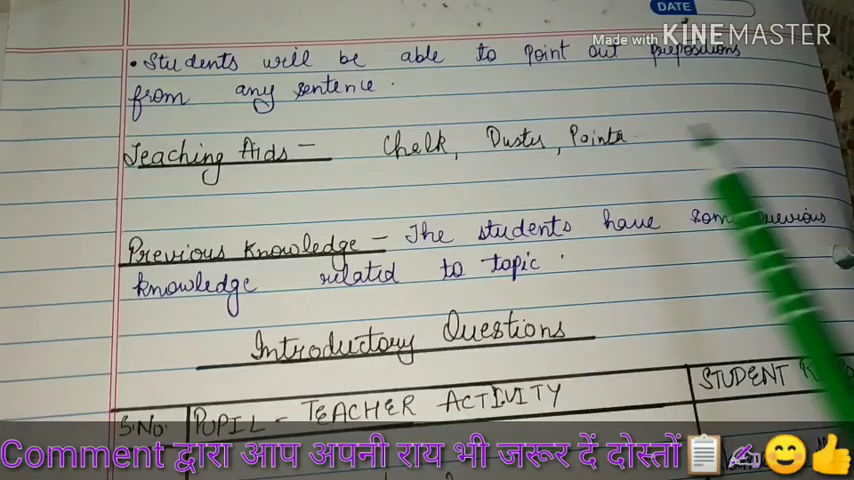 DATE
Made with KINEMASTER
• Students will be able to point out prepositions
from any sentence.
Teaching Aids - Chalk, Duster, Pointer
Previous Knowledge - The students have some previous
knowledge related to topic.
Introductory Questions
S.No. PUPIL - TEACHER ACTIVITY STUDENT
Comment द्वारा आप अपनी राय भी जरूर दें दोस्तों📋✍😊👍